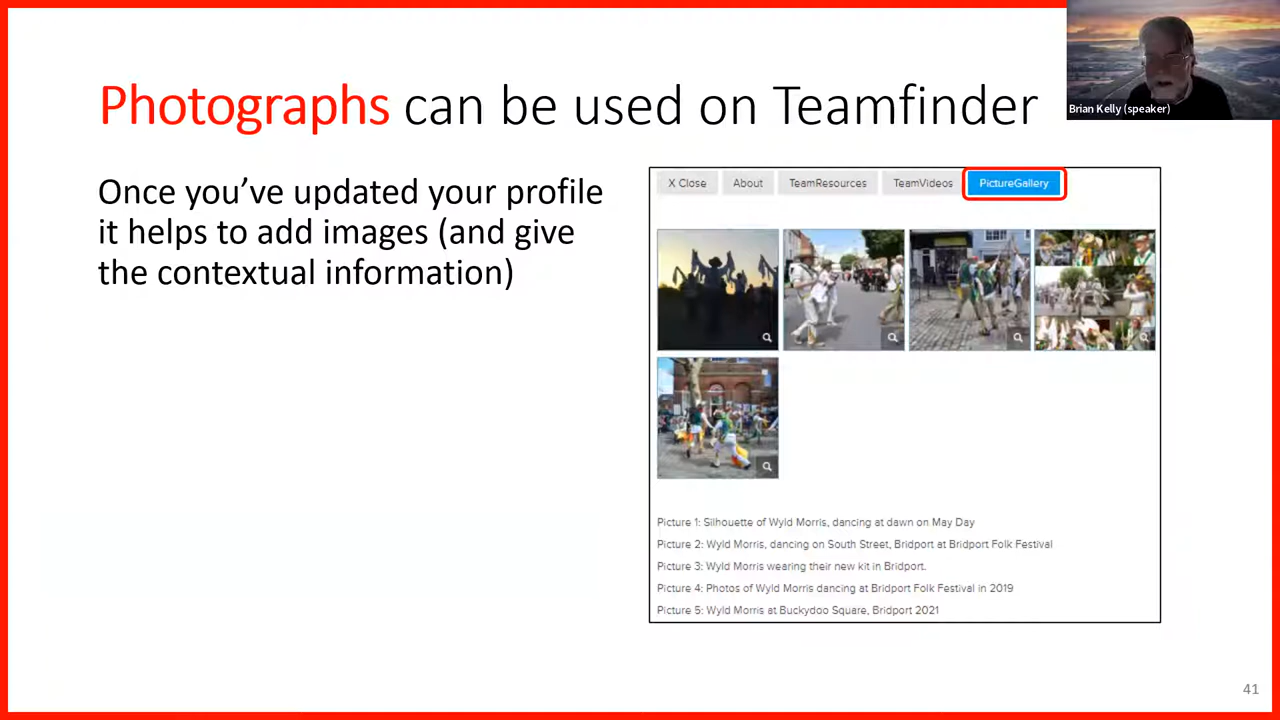 Photographs can be used on Teamfinder
Brian Kelly (speaker)
Once you’ve updated your profile
it helps to add images (and give
the contextual information)
X Close About TeamResources TeamVideos PictureGallery
Picture 1: Silhouette of Wyld Morris, dancing at dawn on May Day
Picture 2: Wyld Morris, dancing on South Street, Bridport at Bridport Folk Festival
Picture 3: Wyld Morris wearing their new kit in Bridport.
Picture 4: Photos of Wyld Morris dancing at Bridport Folk Festival in 2019
Picture 5: Wyld Morris at Buckydoo Square, Bridport 2021
41